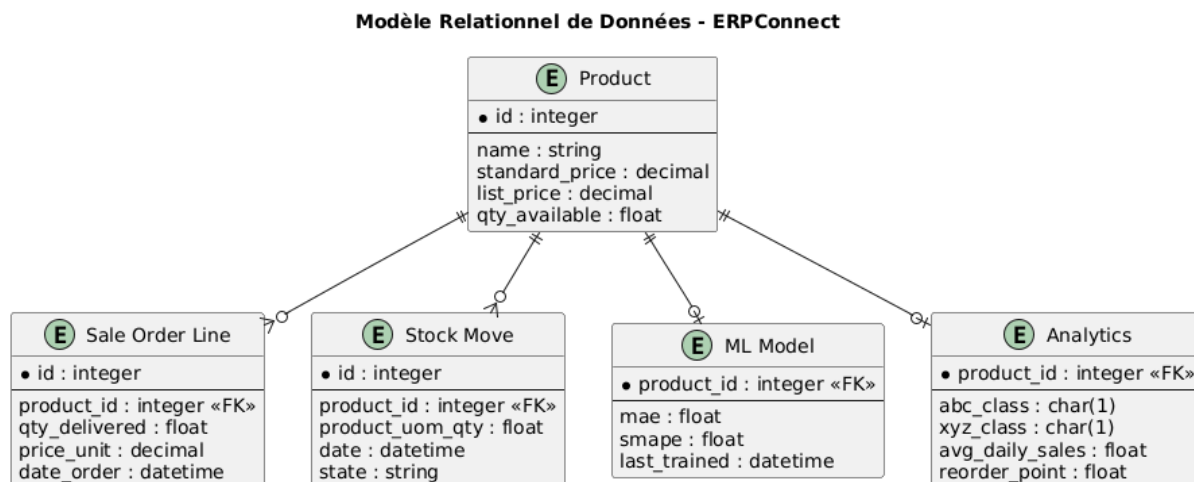 Modèle Relationnel de Données - ERPConnect
E Product
id : integer
name : string
standard_price : decimal
list_price : decimal
qty_available : float
E Sale Order Line
id : integer
product_id : integer «FK»
qty_delivered : float
price_unit : decimal
date_order : datetime
E Stock Move
id : integer
product_id : integer «FK»
product_uom_qty : float
date : datetime
state : string
E ML Model
product_id : integer «FK»
mae : float
smape : float
last_trained : datetime
E Analytics
product_id : integer «FK»
abc_class : char(1)
xyz_class : char(1)
avg_daily_sales : float
reorder_point : float